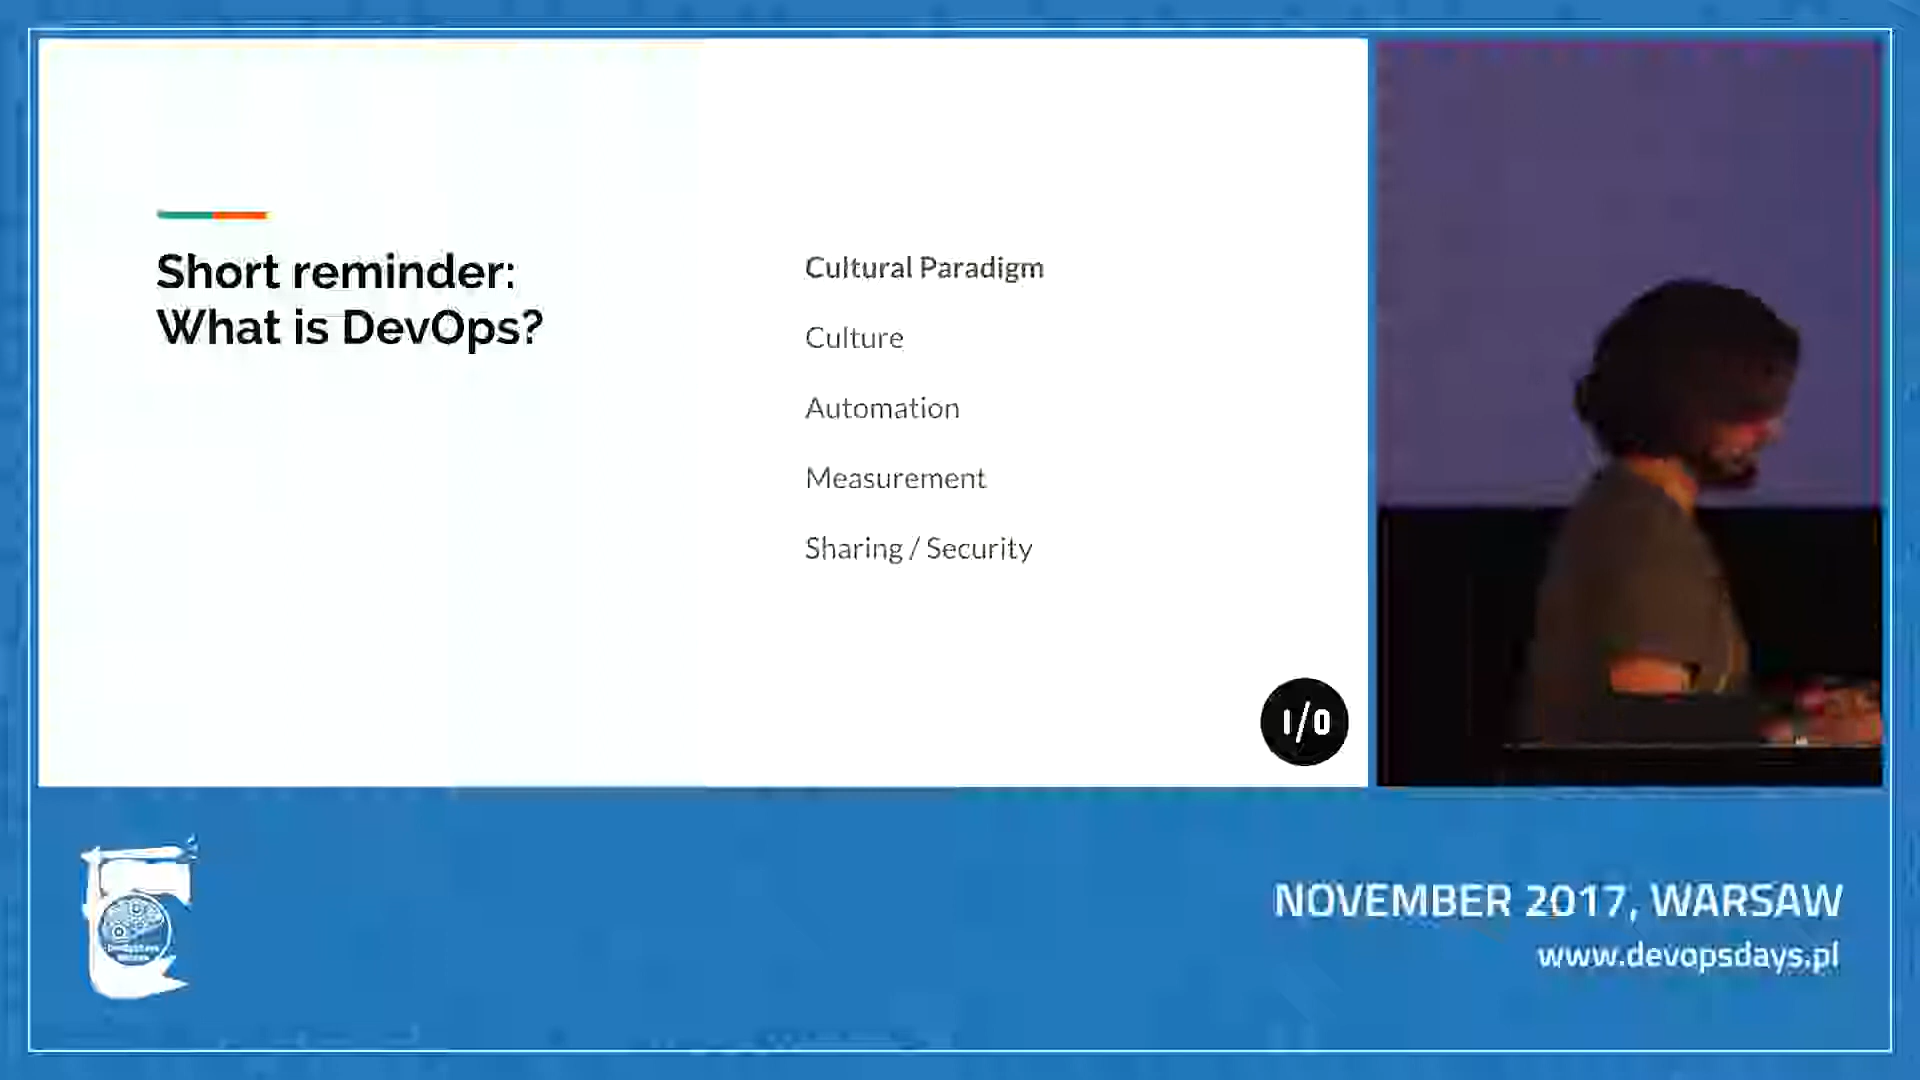 Short reminder:
What is DevOps?
Cultural Paradigm
Culture
Automation
Measurement
Sharing / Security
I/O
NOVEMBER 2017, WARSAW
www.devopsdays.pl